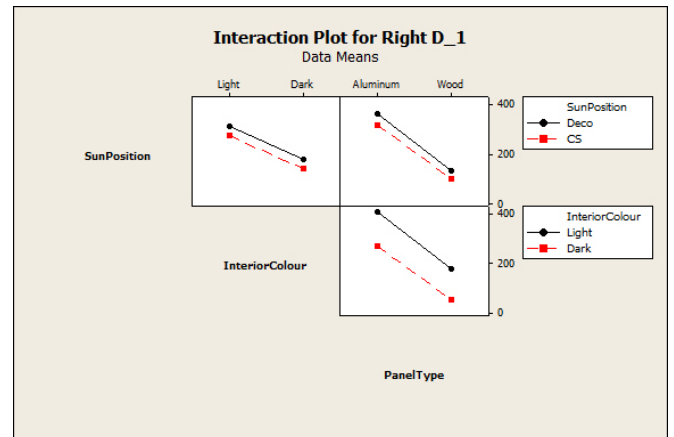 Interaction Plot for Right D_1
Data Means
Light Dark Aluminum Wood
SunPosition
400
200
0
SunPosition
Deco
CS
InteriorColour
400
200
0
InteriorColour
Light
Dark
PanelType